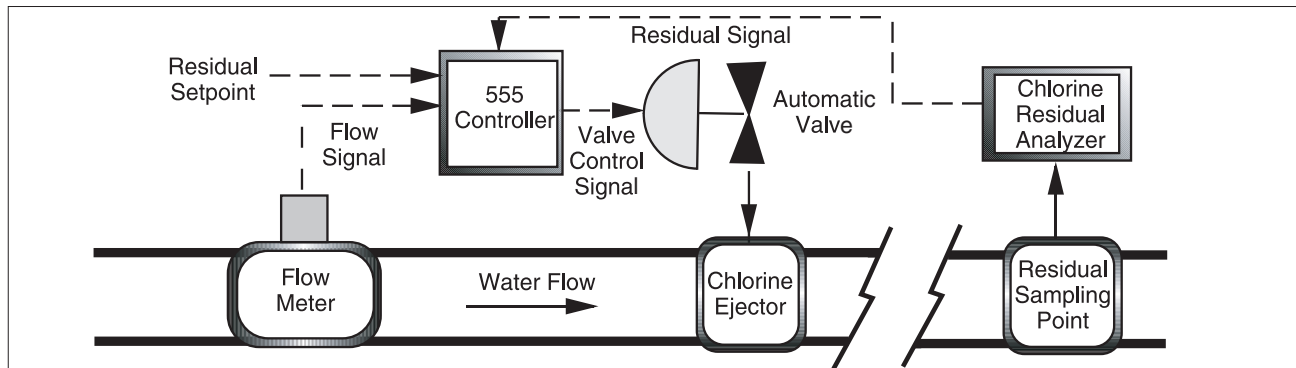 Residual Signal
Residual
Setpoint
555
Controller
Flow
Signal
Valve
Control
Signal
Automatic
Valve
Chlorine
Residual
Analyzer
Flow
Meter
Water Flow
Chlorine
Ejector
Residual
Sampling
Point